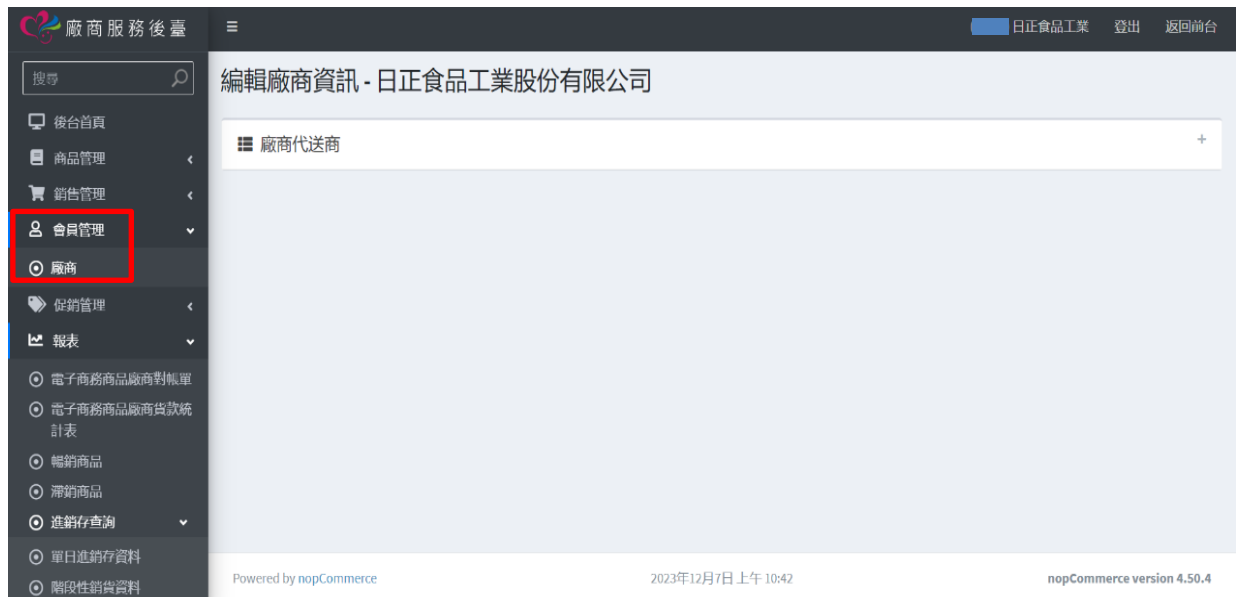 廠商服務後臺
日正食品工業 登出 返回前台
搜尋
編輯廠商資訊 - 日正食品工業股份有限公司
後台首頁
廠商代送商
商品管理
銷售管理
會員管理
廠商
促銷管理
報表
電子商務商品廠商對帳單
電子商務商品廠商貨款統
計表
暢銷商品
滯銷商品
進銷存查詢
單日進銷存資料
階段性銷貨資料
Powered by nopCommerce 2023年12月7日 上午 10:42 nopCommerce version 4.50.4